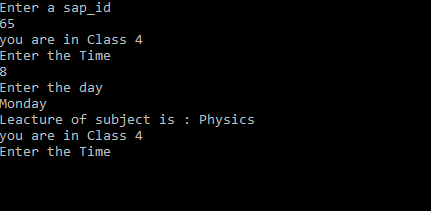 Enter a sap_id
65
you are in Class 4
Enter the Time
8
Enter the day
Monday
Leacture of subject is : Physics
you are in Class 4
Enter the Time